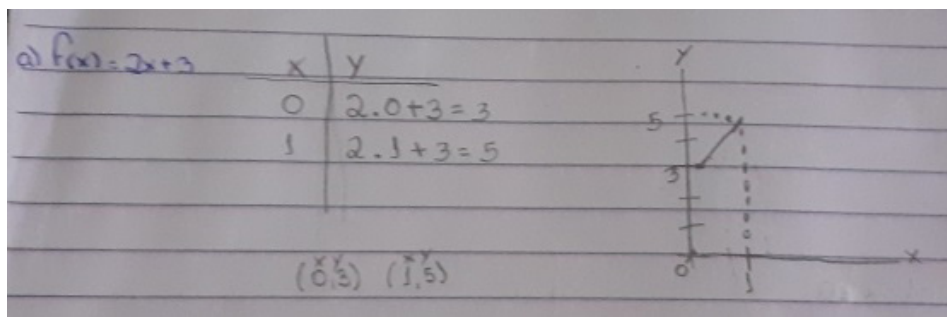 a) f(x) = 2x + 3
x | y
0 | 2.0 + 3 = 3
1 | 2.1 + 3 = 5
x y x y
(0,3) (1,5)
y
5
3
0
1
x